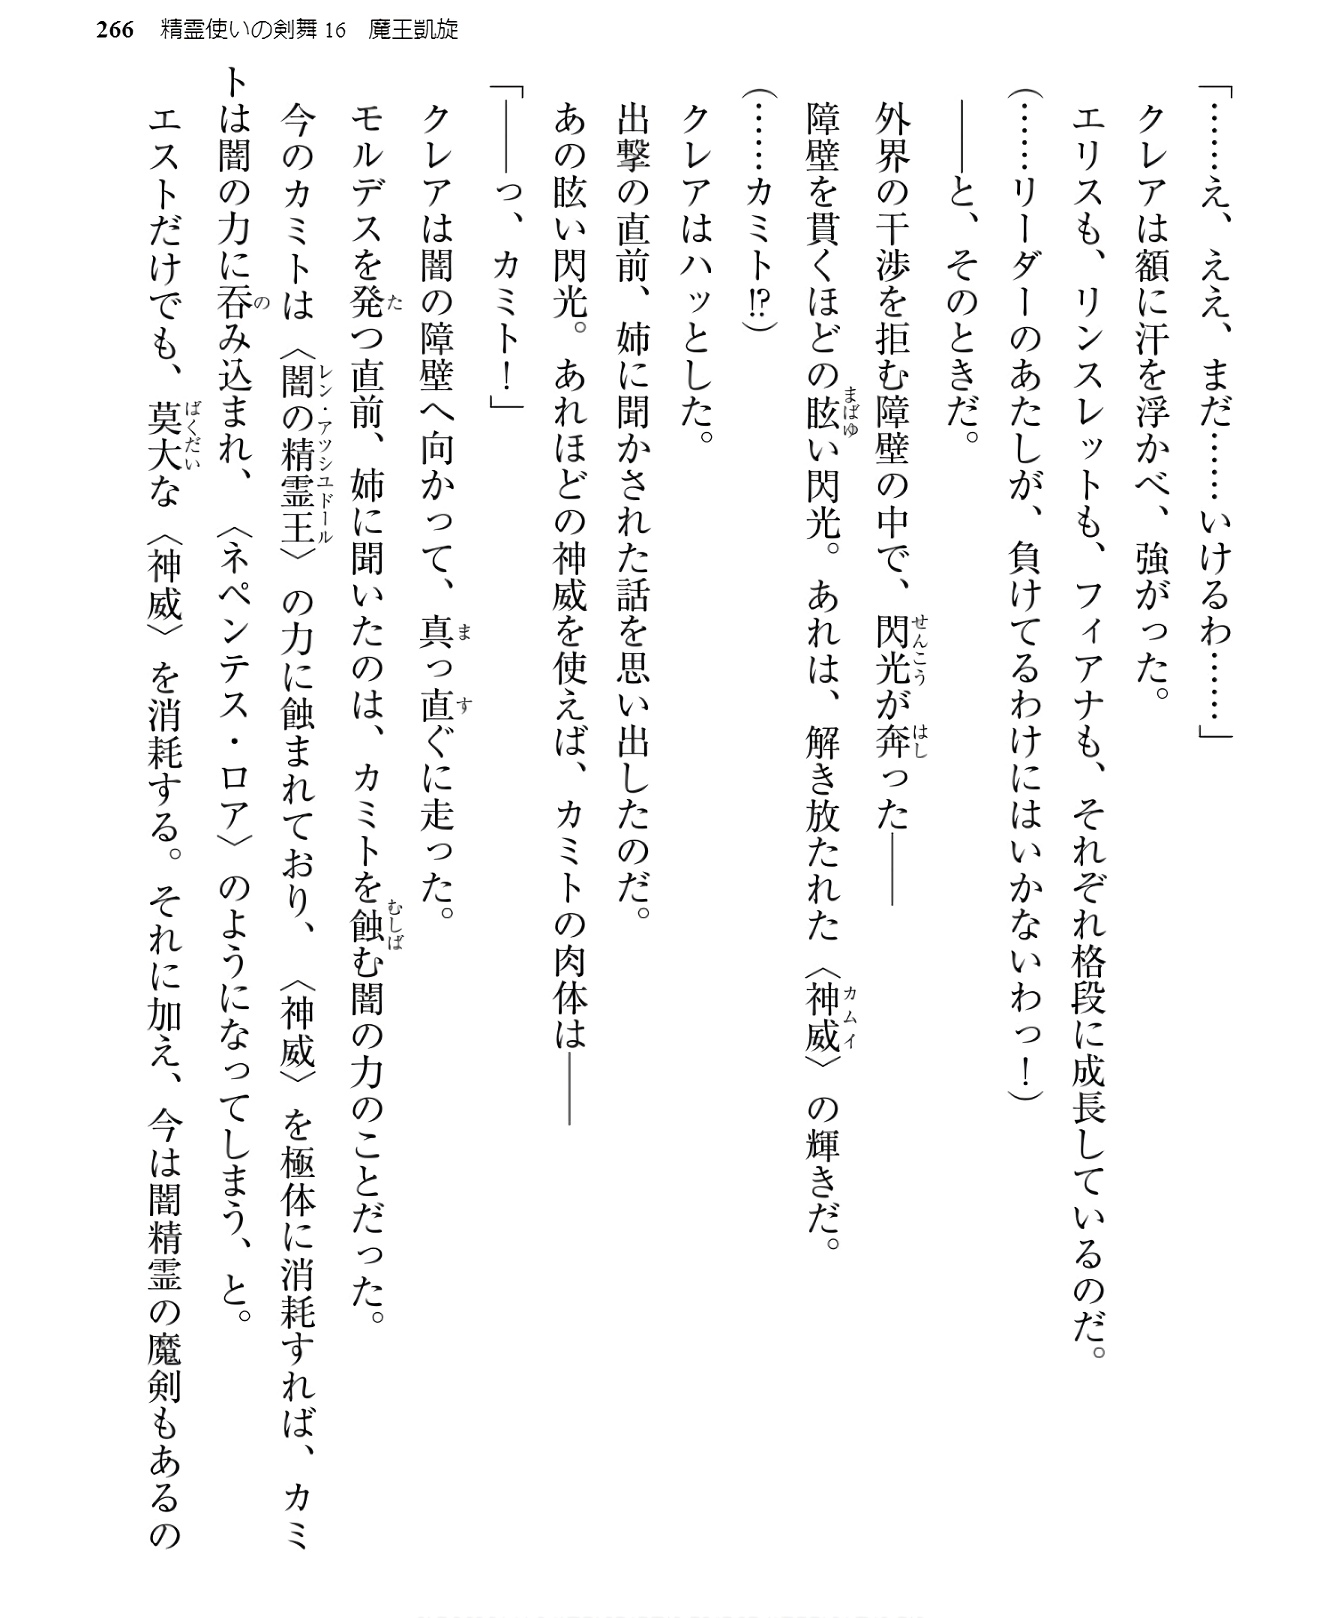 266 精霊使いの剣舞16 魔王凱旋
「……え、ええ、まだ……いけるわ……」
クレアは額に汗を浮かべ、強がった。
エリスも、リンスレットも、フィアナも、それぞれ格段に成長しているのだ。
(……リーダーのあたしが、負けてるわけにはいかないわっ！)
――と、そのときだ。
外界の干渉を拒む障壁の中で、閃光が奔った――
障壁を貫くほどの眩い閃光。あれは、解き放たれた〈神威〉の輝きだ。
(……カミト⁉)
クレアはハッとした。
出撃の直前、姉に聞かされた話を思い出したのだ。
あの眩い閃光。あれほどの神威を使えば、カミトの肉体は――
「――っ、カミト！」
クレアは闇の障壁へ向かって、真っ直ぐに走った。
モルデスを発つ直前、姉に聞いたのは、カミトを蝕む闇の力のことだった。
今のカミトは〈闇の精霊王〉の力に蝕まれており、〈神威〉を極体に消耗すれば、カミ
トは闇の力に呑み込まれ、〈ネペンテス・ロア〉のようになってしまう、と。
エストだけでも、莫大な〈神威〉を消耗する。それに加え、今は闇精霊の魔剣もあるの